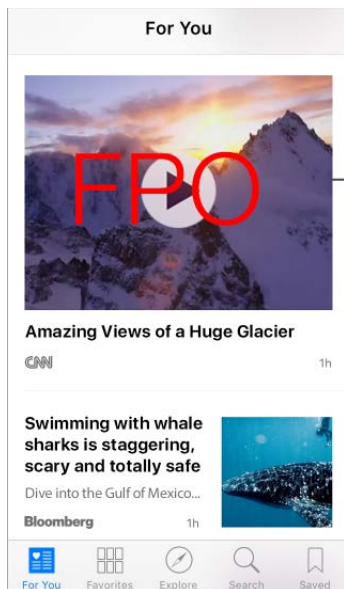 For You
FPO
Amazing Views of a Huge Glacier
CNN
1h
Swimming with whale
sharks is staggering,
scary and totally safe
Dive into the Gulf of Mexico...
Bloomberg
1h
For You
Favorites
Explore
Search
Saved